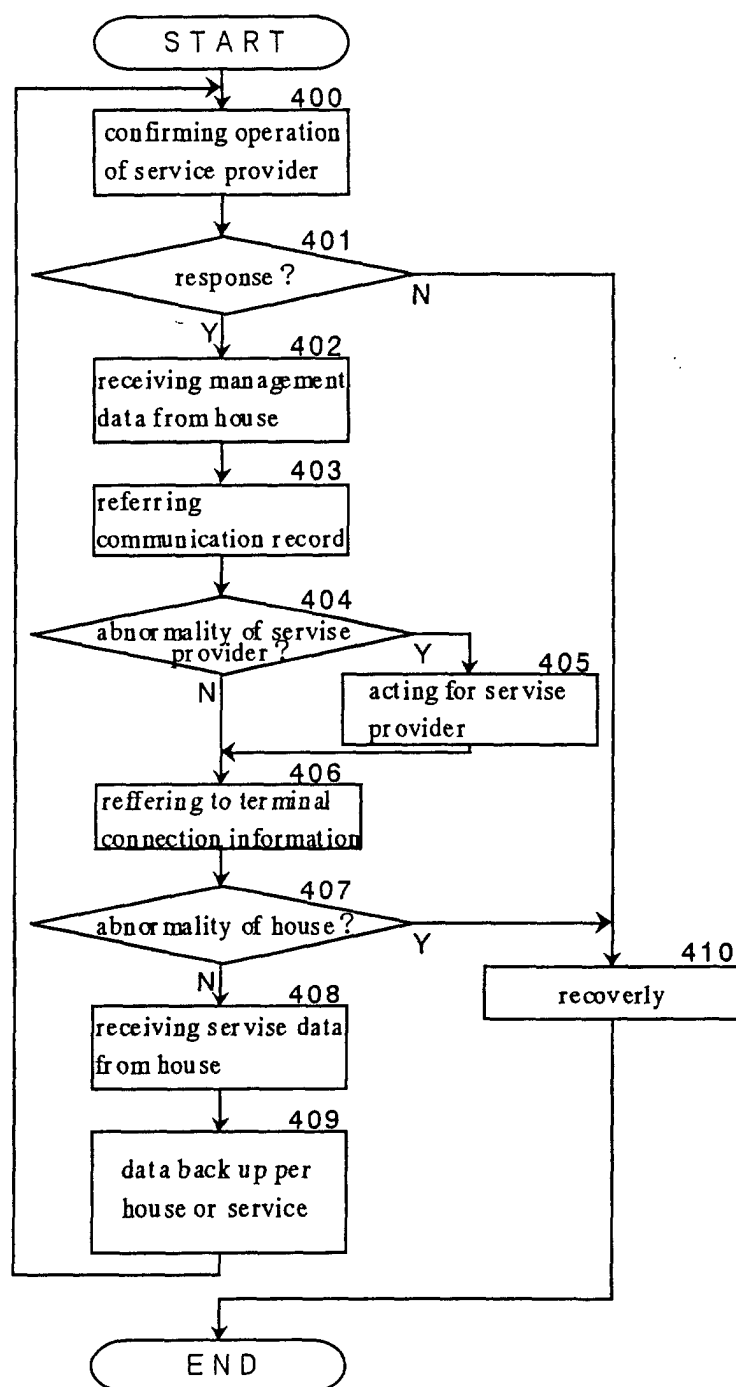 START
400
confirming operation
of service provider
401
response?
N
Y
402
receiving management
data from house
403
referring
communication record
404
abnormality of servise
provider?
Y
N
405
acting for servise
provider
406
reffering to terminal
connection information
407
abnormality of house?
Y
N
410
recoverly
408
receiving servise data
from house
409
data back up per
house or service
END